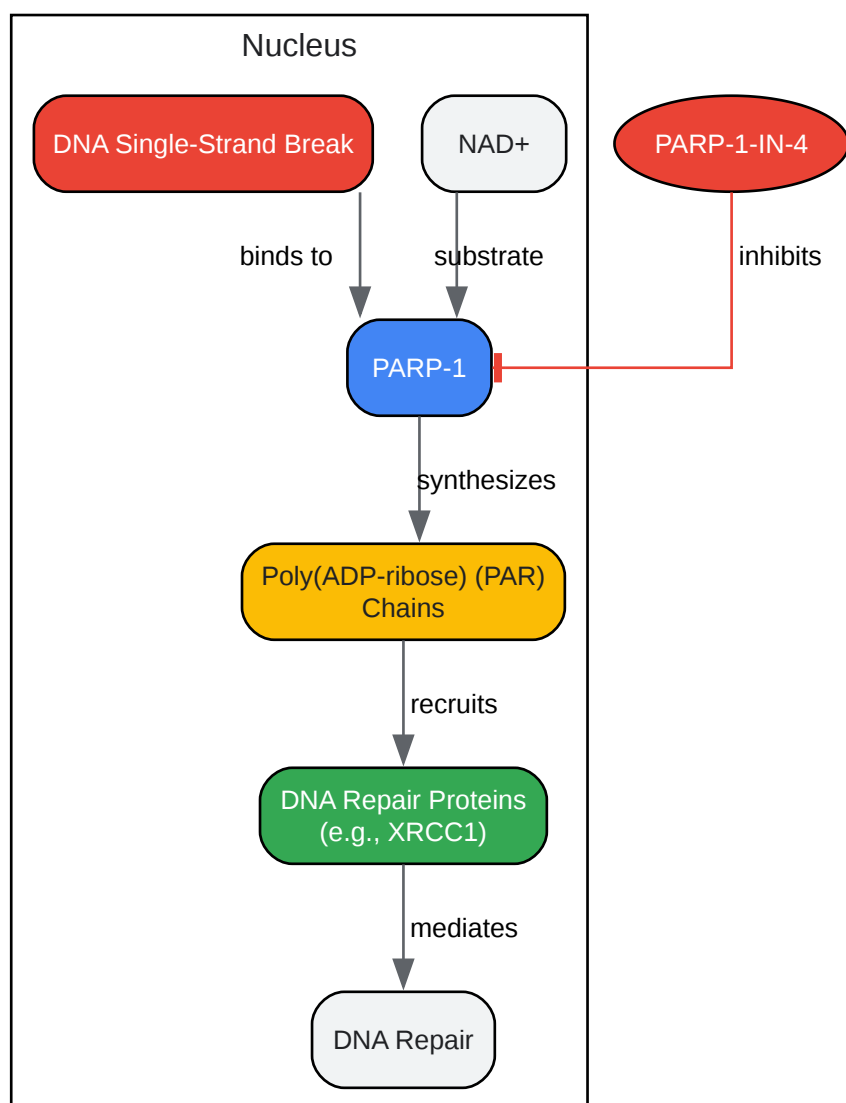 Nucleus
DNA Single-Strand Break
NAD+
PARP-1-IN-4
binds to
substrate
inhibits
PARP-1
synthesizes
Poly(ADP-ribose) (PAR)
Chains
recruits
DNA Repair Proteins
(e.g., XRCC1)
mediates
DNA Repair